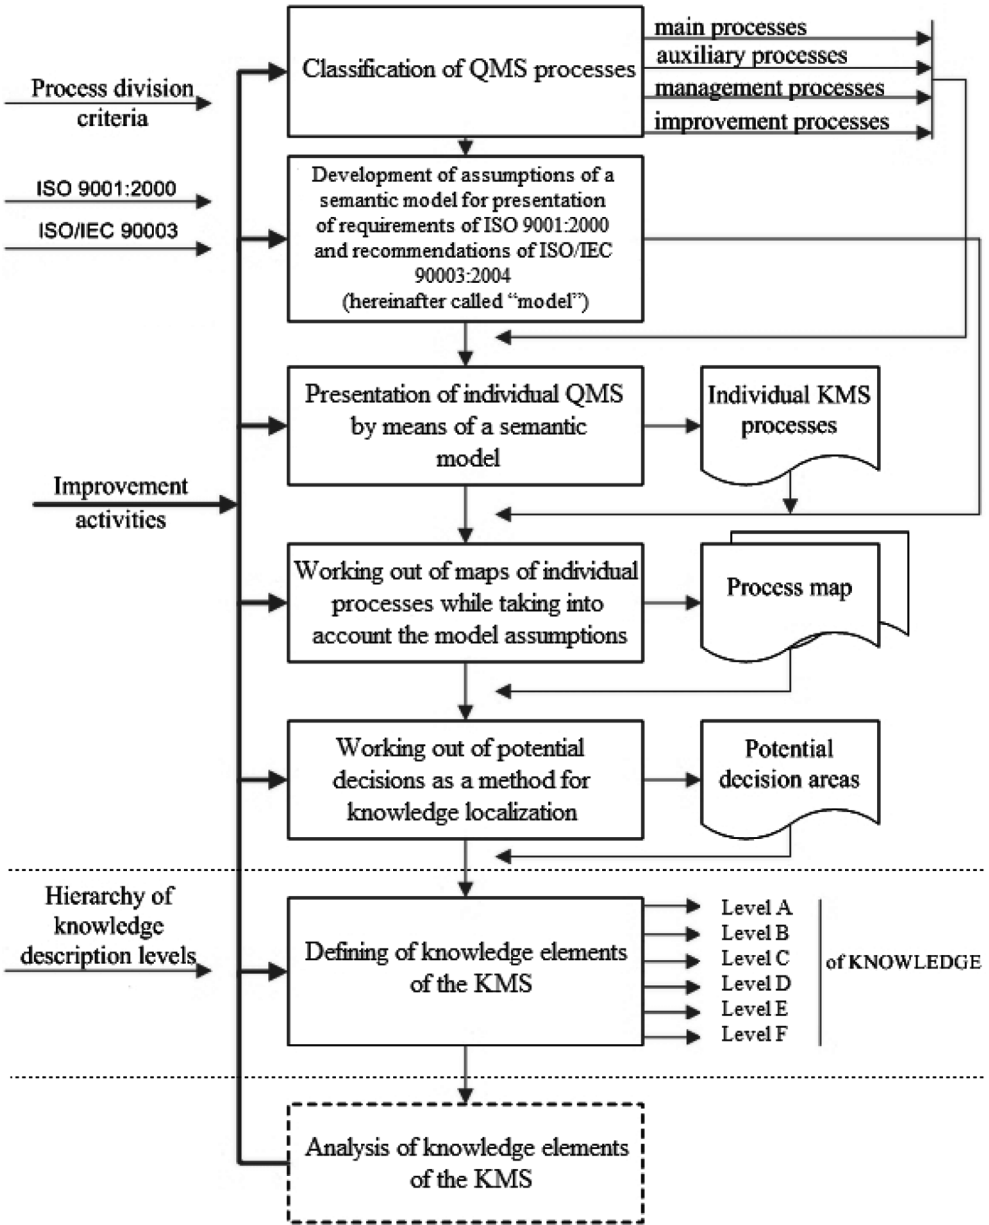 Classification of QMS processes
main processes
auxiliary processes
management processes
improvement processes
Process division
criteria
ISO 9001:2000
ISO/IEC 90003
Development of assumptions of a
semantic model for presentation
of requirements of ISO 9001:2000
and recommendations of ISO/IEC
90003:2004
(hereinafter called “model”)
Presentation of individual QMS
by means of a semantic
model
Individual KMS
processes
Improvement
activities
Working out of maps of individual
processes while taking into
account the model assumptions
Process map
Working out of potential
decisions as a method for
knowledge localization
Potential
decision areas
Hierarchy of
knowledge
description levels
Defining of knowledge elements
of the KMS
Level A
Level B
Level C
Level D
Level E
Level F
of KNOWLEDGE
Analysis of knowledge elements
of the KMS